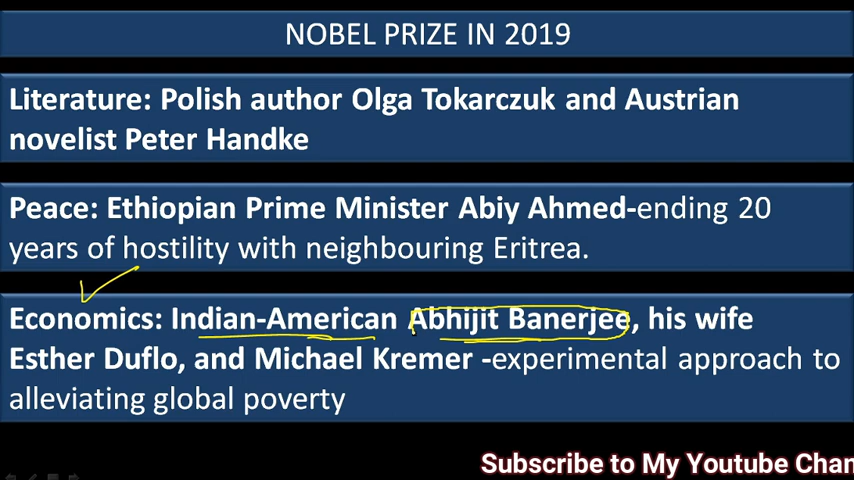 NOBEL PRIZE IN 2019
Literature: Polish author Olga Tokarczuk and Austrian
novelist Peter Handke
Peace: Ethiopian Prime Minister Abiy Ahmed-ending 20
years of hostility with neighbouring Eritrea.
Economics: Indian-American Abhijit Banerjee, his wife
Esther Duflo, and Michael Kremer -experimental approach to
alleviating global poverty
Subscribe to My Youtube Chan